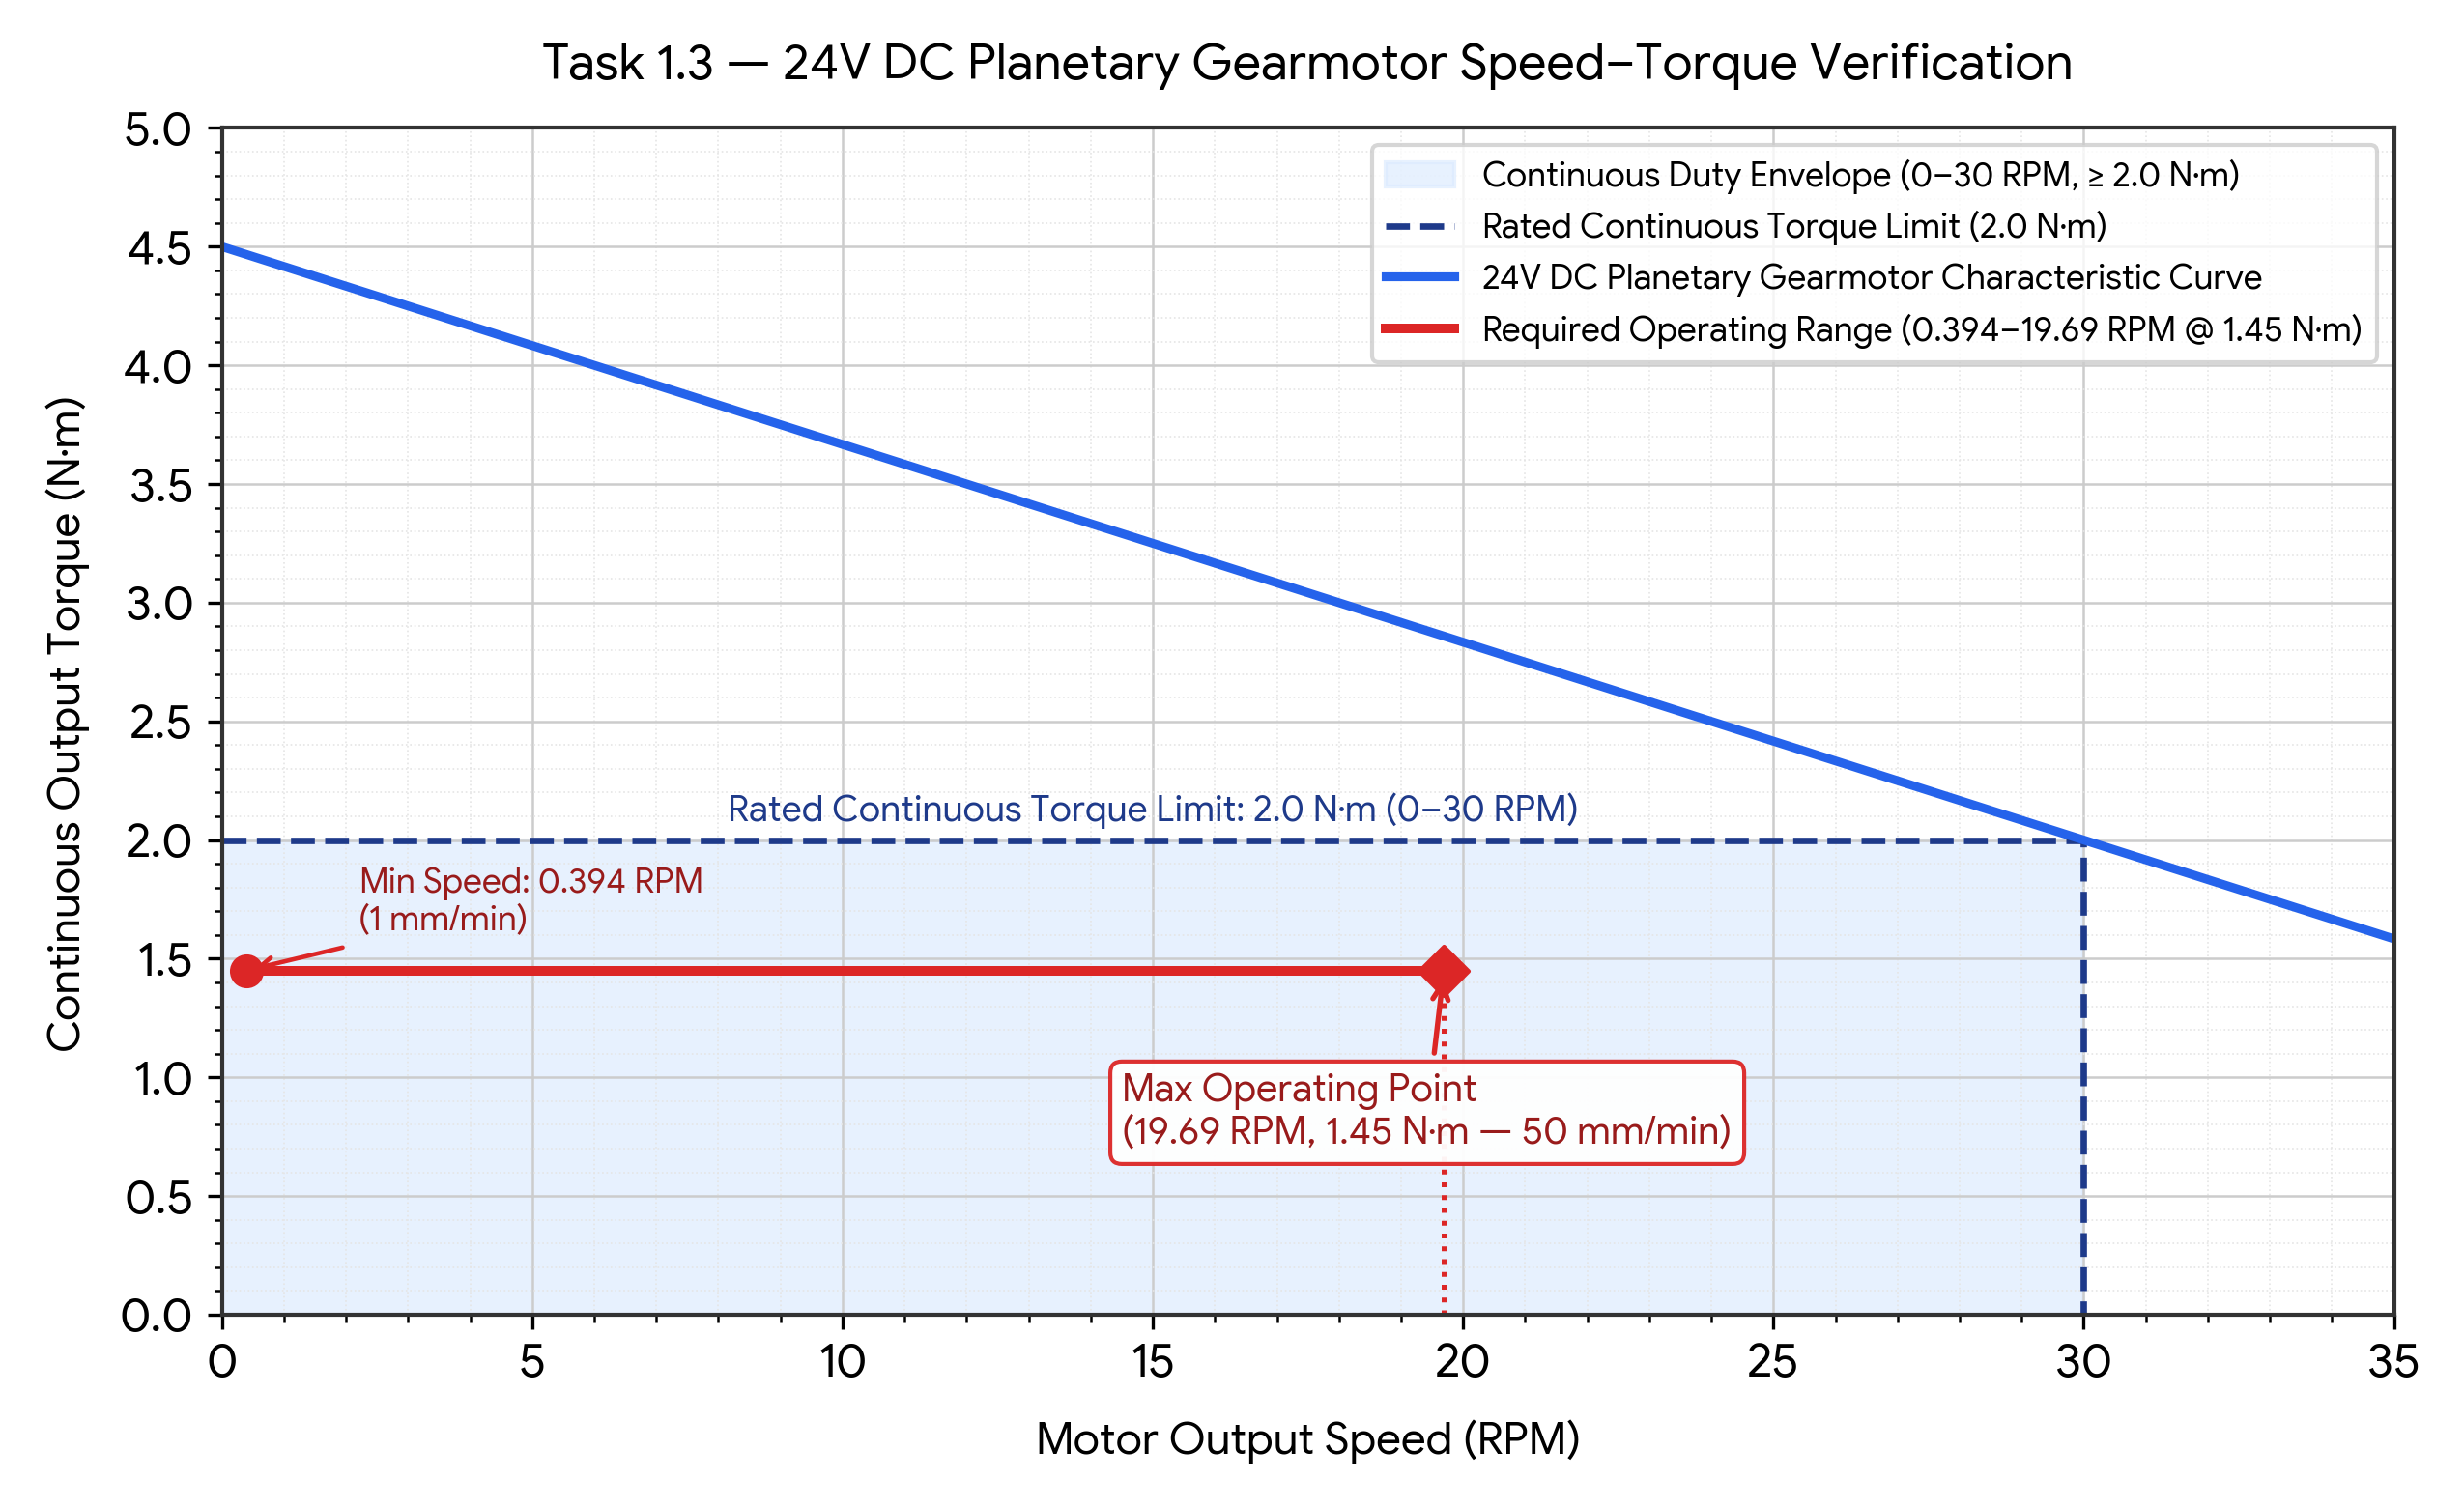 Task 1.3 — 24V DC Planetary Gearmotor Speed–Torque Verification
Continuous Output Torque (N·m)
5.0
4.5
4.0
3.5
3.0
2.5
2.0
1.5
1.0
0.5
0.0
Continuous Duty Envelope (0–30 RPM, ≥ 2.0 N·m)
Rated Continuous Torque Limit (2.0 N·m)
24V DC Planetary Gearmotor Characteristic Curve
Required Operating Range (0.394–19.69 RPM @ 1.45 N·m)
Rated Continuous Torque Limit: 2.0 N·m (0–30 RPM)
Min Speed: 0.394 RPM
(1 mm/min)
Max Operating Point
(19.69 RPM, 1.45 N·m — 50 mm/min)
0 5 10 15 20 25 30 35
Motor Output Speed (RPM)